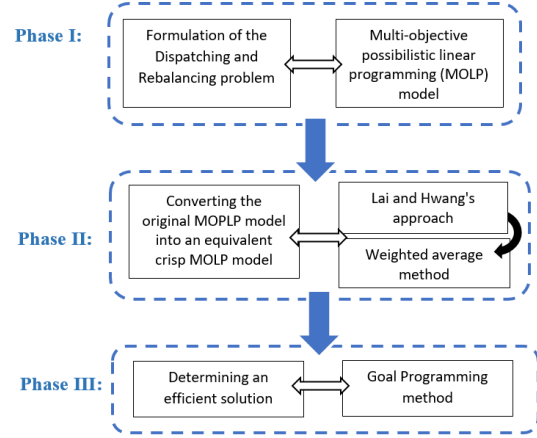 Phase I:
Formulation of the
Dispatching and
Rebalancing problem
Multi-objective
possibilistic linear
programming (MOLP)
model
Phase II:
Converting the
original MOPLP model
into an equivalent
crisp MOLP model
Lai and Hwang's
approach
Weighted average
method
Phase III:
Determining an
efficient solution
Goal Programming
method